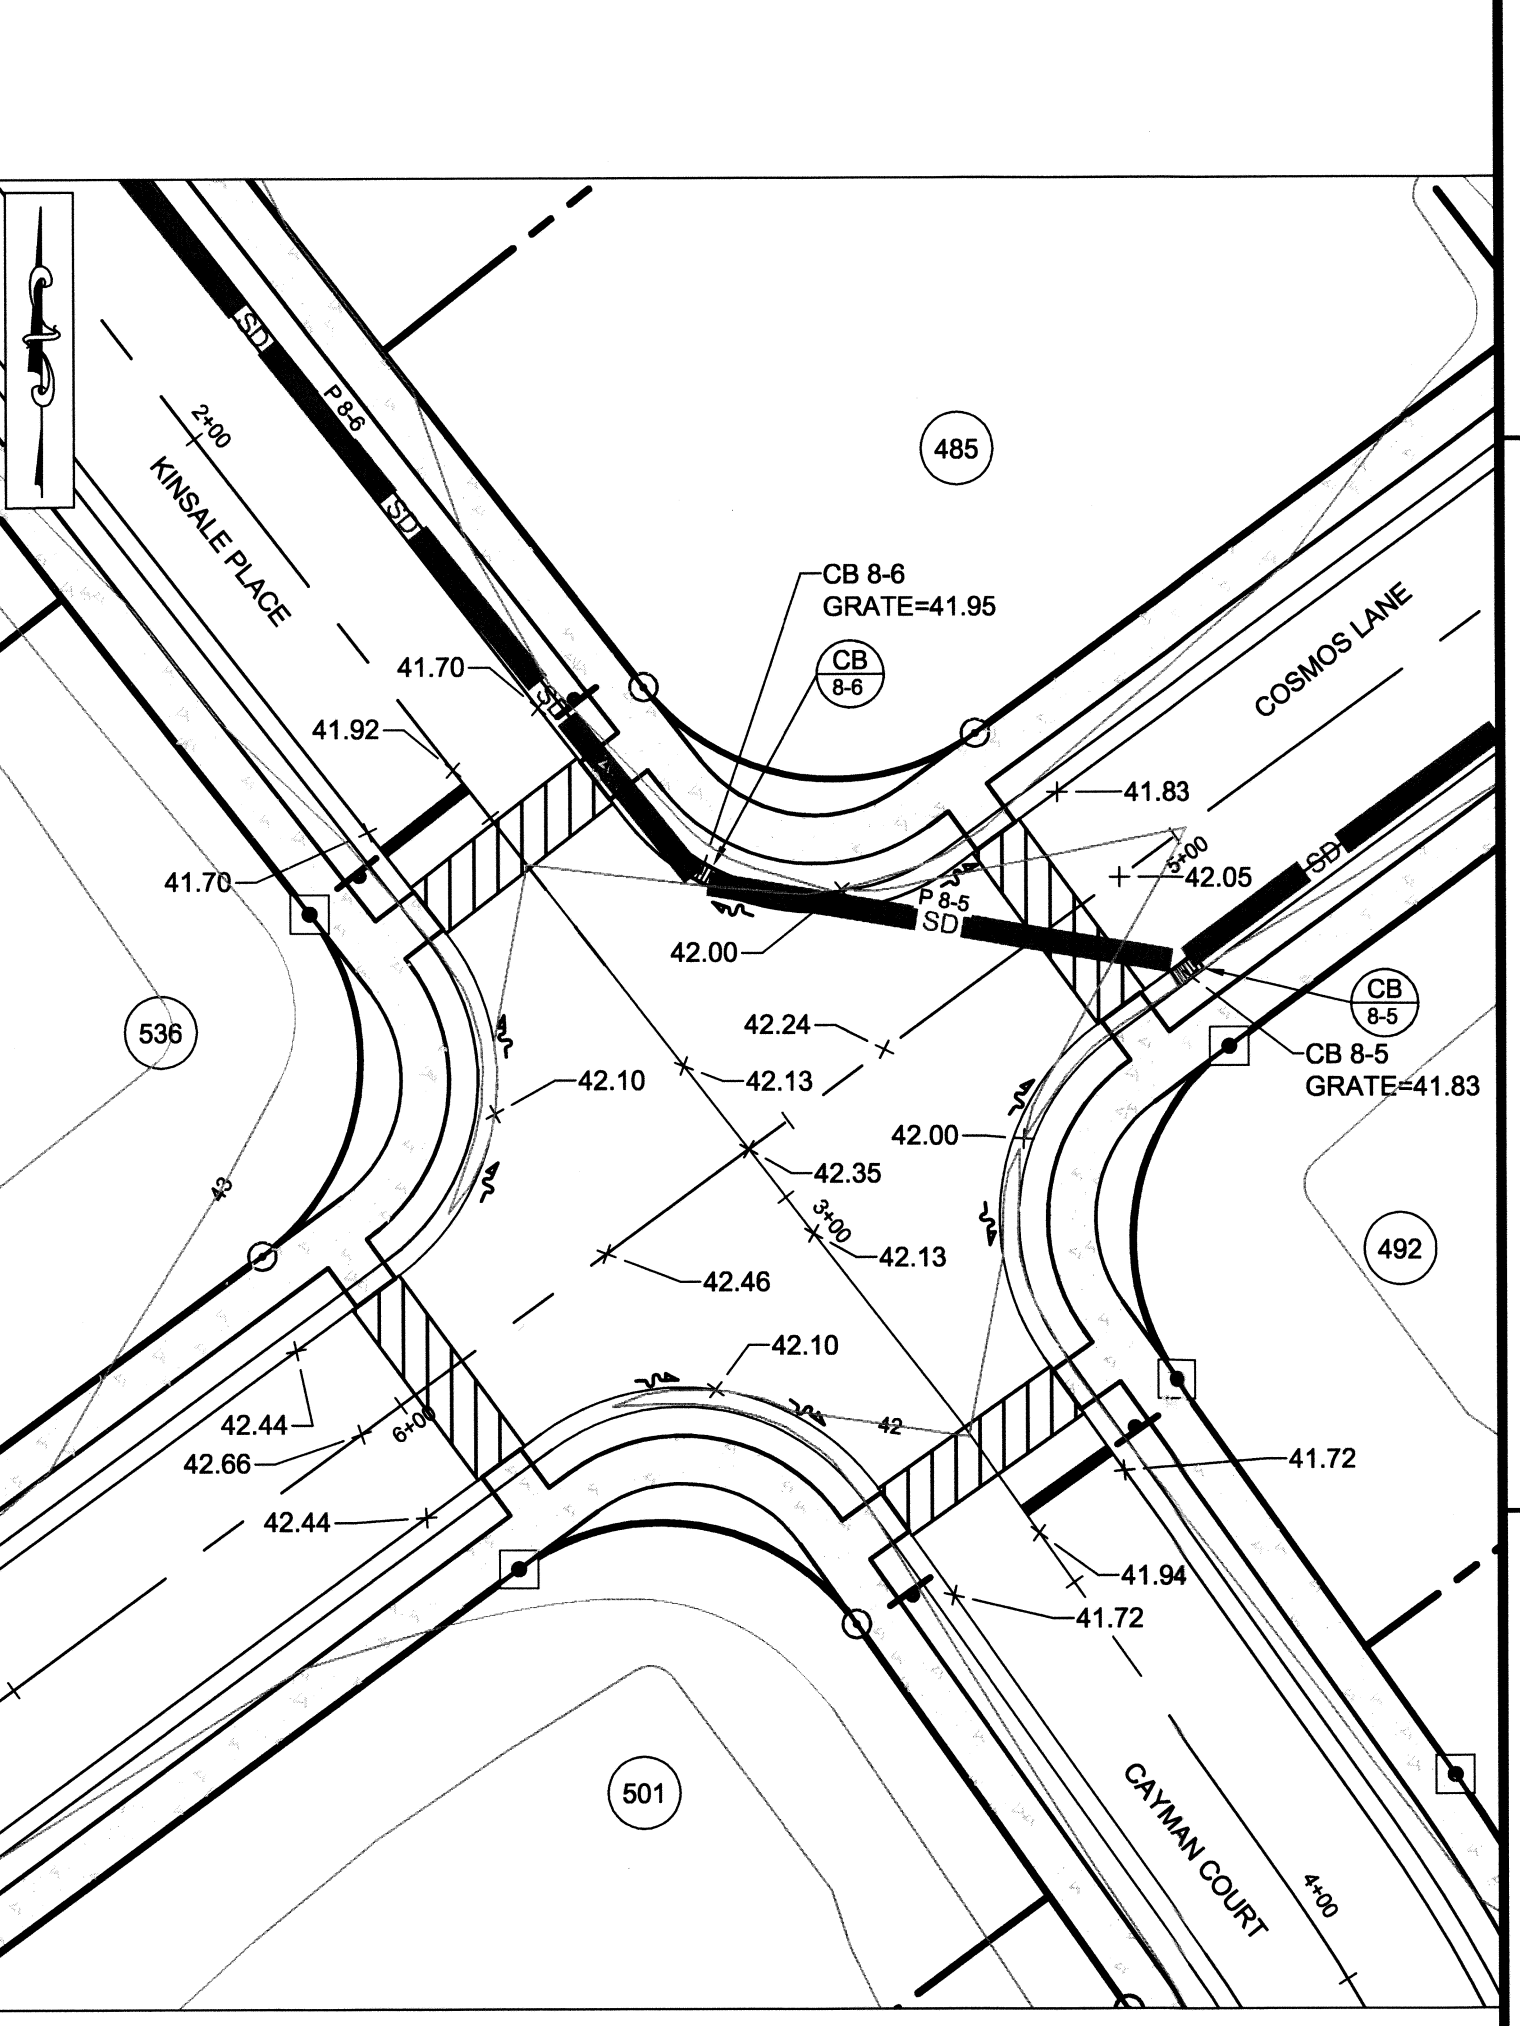 SD
P 8-6
2+00
KINSALE PLACE
SD
485
CB 8-6
GRATE=41.95
CB
8-6
COSMOS LANE
41.70
SD
41.92
41.83
5+00
42.05
SD
41.70
P 8-5
SD
42.00
CB
8-5
CB 8-5
GRATE=41.83
536
42.24
42.13
42.10
42.00
42.35
43
3+00
42.13
492
42.46
42.10
42.44
6+00
42
42.66
41.72
42.44
41.94
41.72
501
CAYMAN COURT
4+00